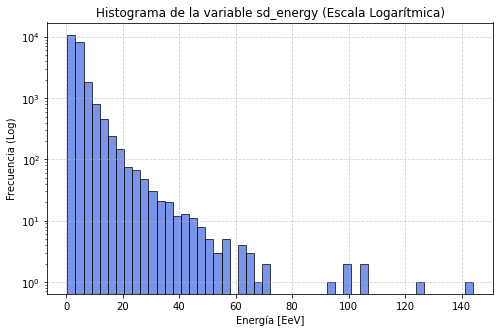 Histograma de la variable sd_energy (Escala Logarítmica)
Frecuencia (Log)
10⁴
10³
10²
10¹
10⁰
0 20 40 60 80 100 120 140
Energía [EeV]